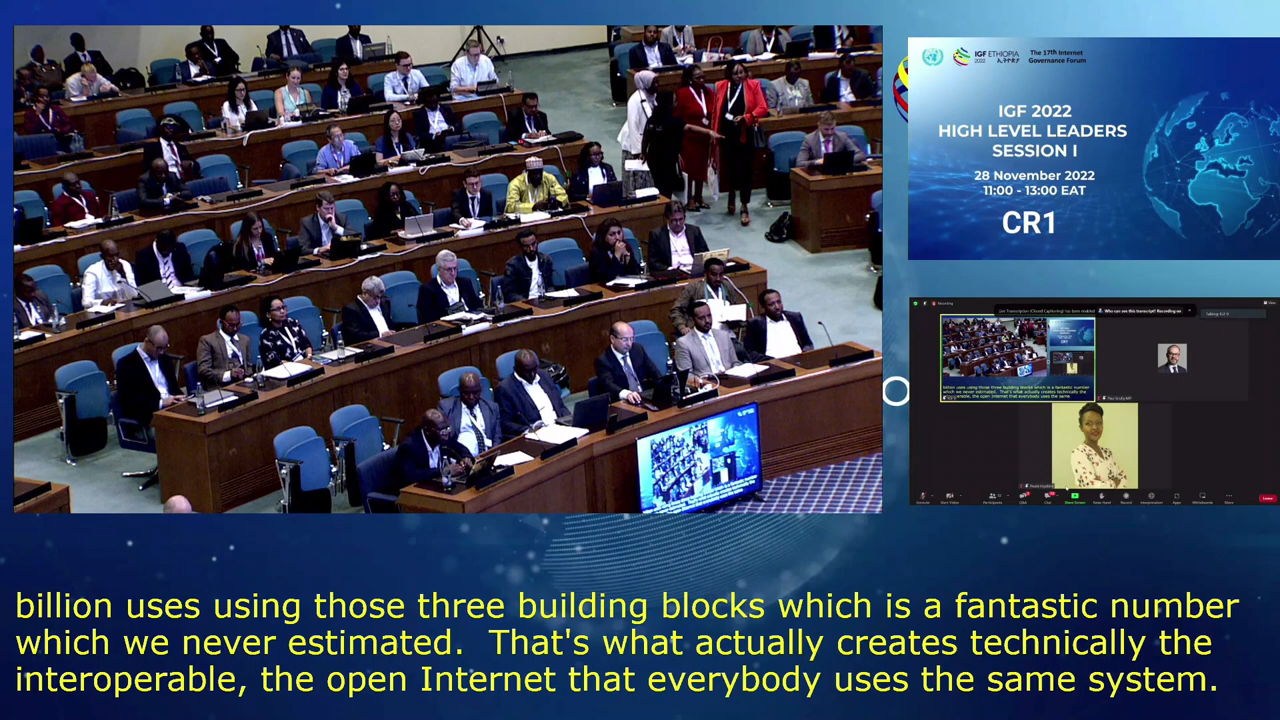 IGF ETHIOPIA
2022 ኢትዮጵያ
The 17th Internet
Governance Forum
IGF 2022
HIGH LEVEL LEADERS
SESSION I
28 November 2022
11:00 - 13:00 EAT
CR1
billion uses using those three building blocks which is a fantastic number
which we never estimated.  That's what actually creates technically the
interoperable, the open Internet that everybody uses the same system.